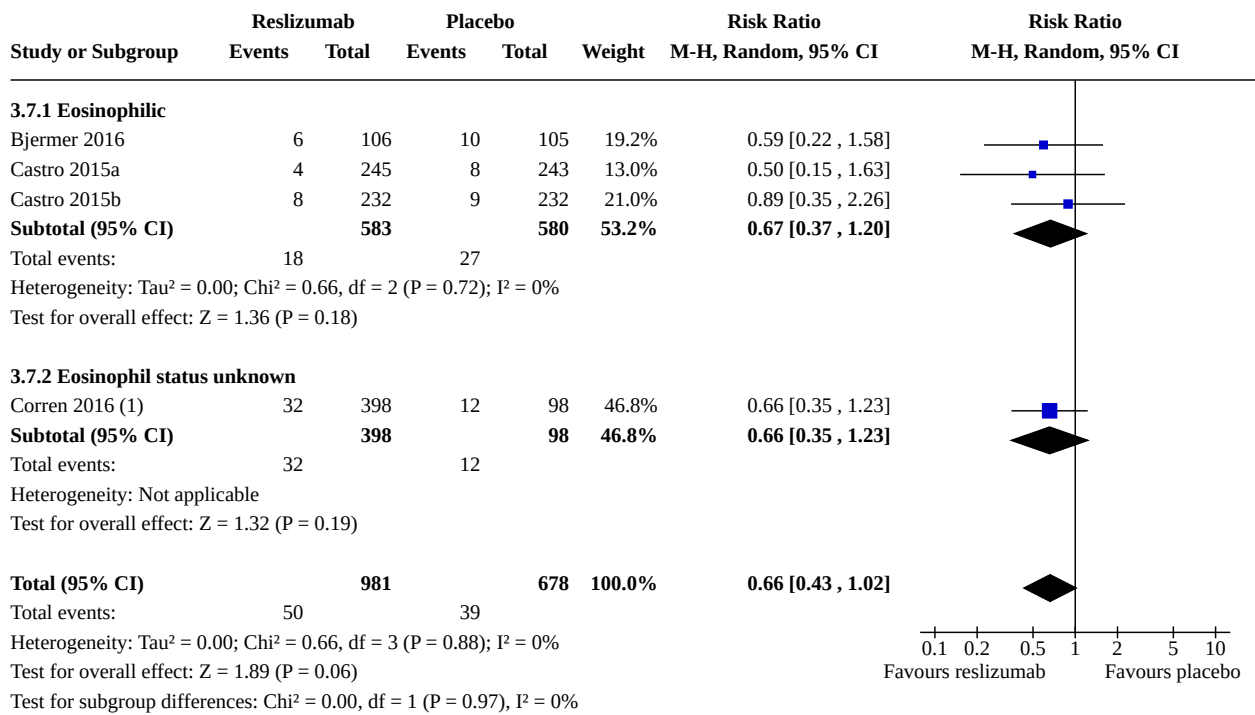 Reslizumab Placebo Risk Ratio Risk Ratio
Study or Subgroup Events Total Events Total Weight M-H, Random, 95% CI M-H, Random, 95% CI
3.7.1 Eosinophilic
Bjermer 2016 6 106 10 105 19.2% 0.59 [0.22 , 1.58]
Castro 2015a 4 245 8 243 13.0% 0.50 [0.15 , 1.63]
Castro 2015b 8 232 9 232 21.0% 0.89 [0.35 , 2.26]
Subtotal (95% CI) 583 580 53.2% 0.67 [0.37 , 1.20]
Total events: 18 27
Heterogeneity: Tau² = 0.00; Chi² = 0.66, df = 2 (P = 0.72); I² = 0%
Test for overall effect: Z = 1.36 (P = 0.18)
3.7.2 Eosinophil status unknown
Corren 2016 (1) 32 398 12 98 46.8% 0.66 [0.35 , 1.23]
Subtotal (95% CI) 398 98 46.8% 0.66 [0.35 , 1.23]
Total events: 32 12
Heterogeneity: Not applicable
Test for overall effect: Z = 1.32 (P = 0.19)
Total (95% CI) 981 678 100.0% 0.66 [0.43 , 1.02]
Total events: 50 39
Heterogeneity: Tau² = 0.00; Chi² = 0.66, df = 3 (P = 0.88); I² = 0%
0.1 0.2 0.5 1 2 5 10
Test for overall effect: Z = 1.89 (P = 0.06) Favours reslizumab Favours placebo
Test for subgroup differences: Chi² = 0.00, df = 1 (P = 0.97), I² = 0%